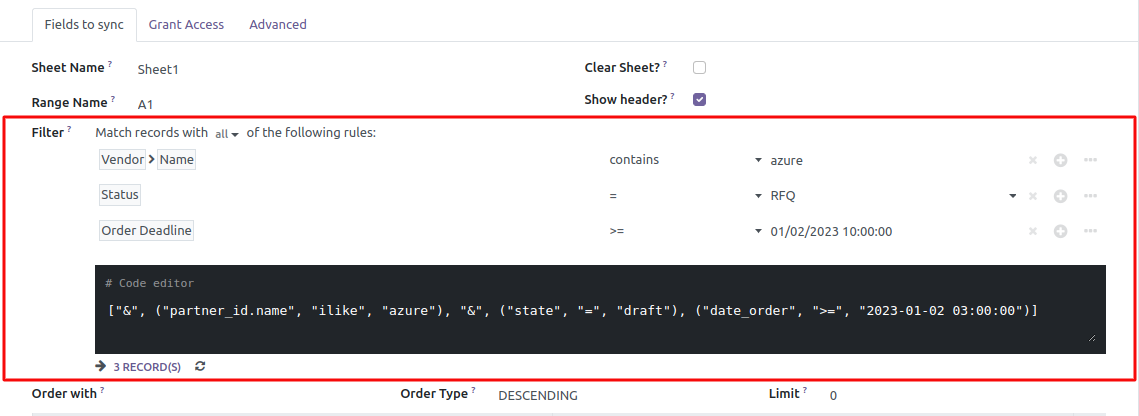 Fields to sync Grant Access Advanced
Sheet Name ? Sheet1 Clear Sheet? ?
Range Name ? A1 Show header? ?
Filter ? Match records with all of the following rules:
Vendor > Name contains azure
Status = RFQ
Order Deadline >= 01/02/2023 10:00:00
# Code editor
["&", ("partner_id.name", "ilike", "azure"), "&", ("state", "=", "draft"), ("date_order", ">=", "2023-01-02 03:00:00")]
3 RECORD(S)
Order with ? Order Type ? DESCENDING Limit ? 0